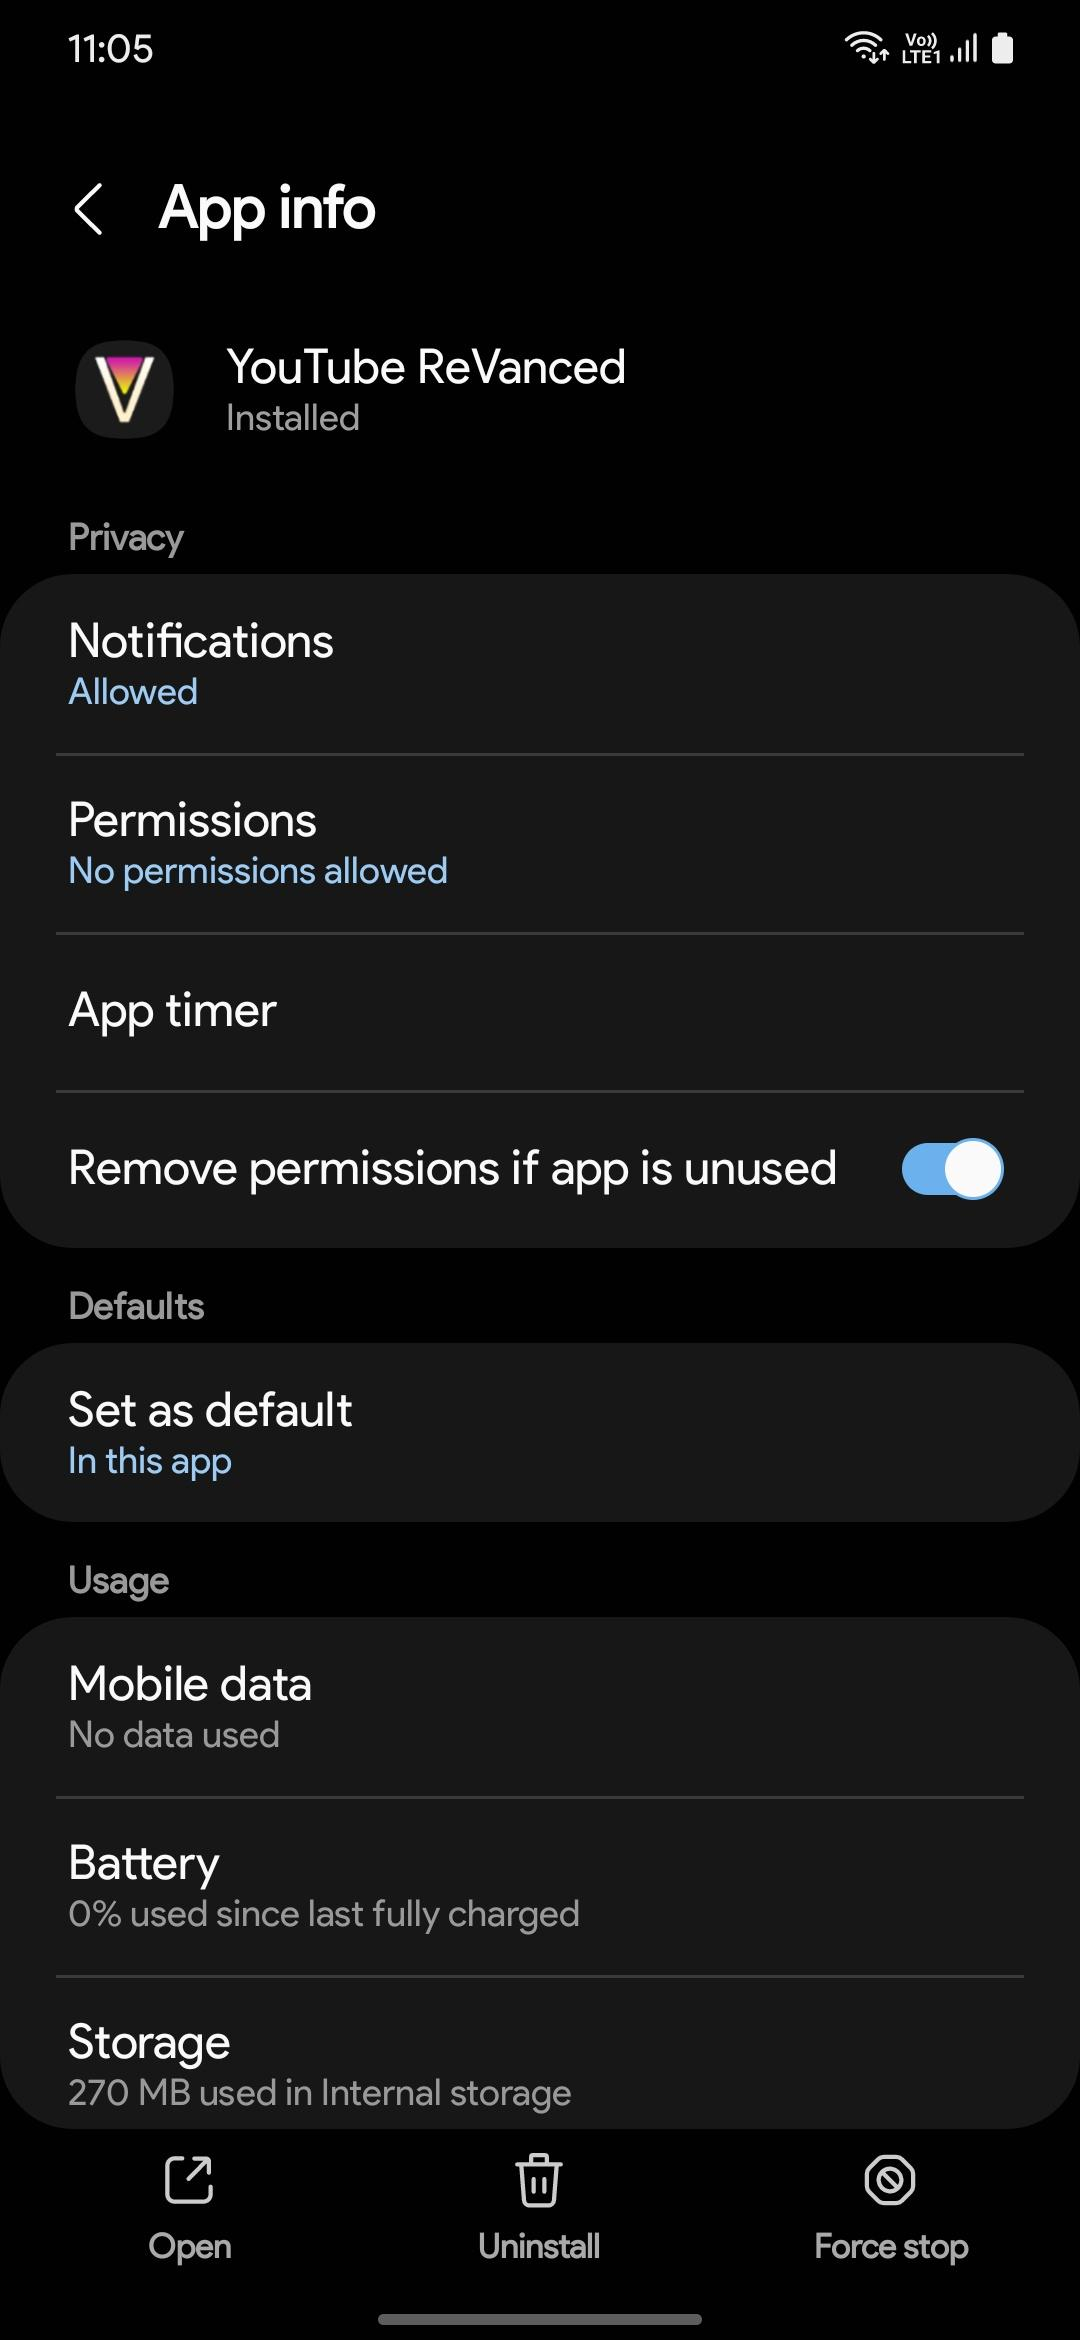 11:05
Vo)) LTE1
App info
YouTube ReVanced
Installed
Privacy
Notifications
Allowed
Permissions
No permissions allowed
App timer
Remove permissions if app is unused
Defaults
Set as default
In this app
Usage
Mobile data
No data used
Battery
0% used since last fully charged
Storage
270 MB used in Internal storage
Open Uninstall Force stop